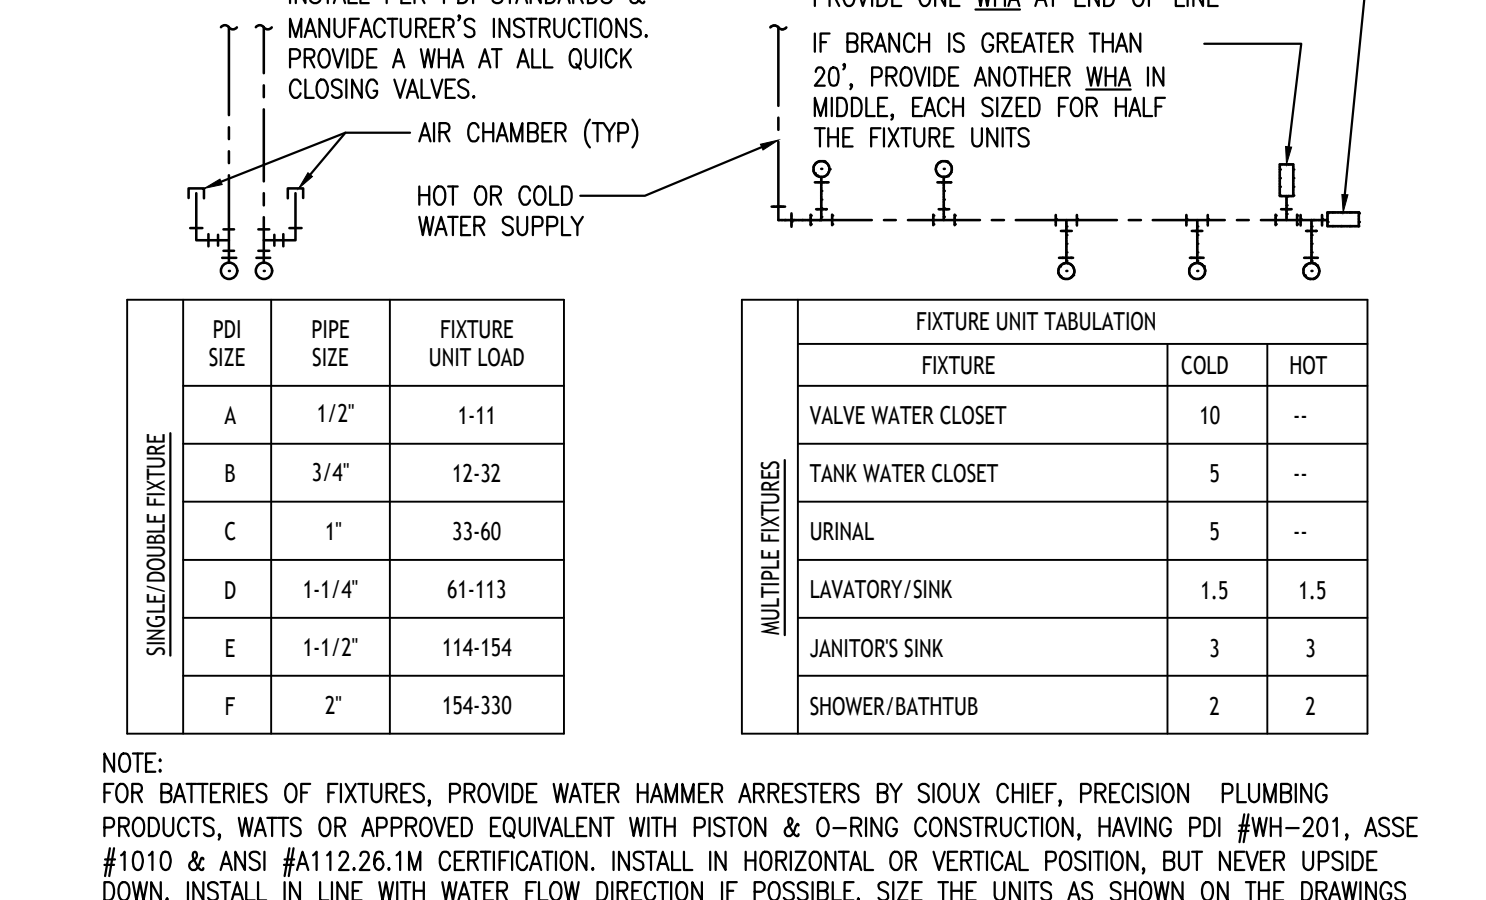 INSTALL PER PDI STANDARDS &
MANUFACTURER'S INSTRUCTIONS.
PROVIDE A WHA AT ALL QUICK
CLOSING VALVES.
AIR CHAMBER (TYP)
HOT OR COLD
WATER SUPPLY
PROVIDE ONE WHA AT END OF LINE
IF BRANCH IS GREATER THAN
20', PROVIDE ANOTHER WHA IN
MIDDLE, EACH SIZED FOR HALF
THE FIXTURE UNITS
SINGLE/DOUBLE FIXTURE
PDI SIZE PIPE SIZE FIXTURE UNIT LOAD
A 1/2" 1-11
B 3/4" 12-32
C 1" 33-60
D 1-1/4" 61-113
E 1-1/2" 114-154
F 2" 154-330
MULTIPLE FIXTURES
FIXTURE UNIT TABULATION
FIXTURE COLD HOT
VALVE WATER CLOSET 10 --
TANK WATER CLOSET 5 --
URINAL 5 --
LAVATORY/SINK 1.5 1.5
JANITOR'S SINK 3 3
SHOWER/BATHTUB 2 2
NOTE:
FOR BATTERIES OF FIXTURES, PROVIDE WATER HAMMER ARRESTERS BY SIOUX CHIEF, PRECISION PLUMBING
PRODUCTS, WATTS OR APPROVED EQUIVALENT WITH PISTON & O-RING CONSTRUCTION, HAVING PDI #WH-201, ASSE
#1010 & ANSI #A112.26.1M CERTIFICATION. INSTALL IN HORIZONTAL OR VERTICAL POSITION, BUT NEVER UPSIDE
DOWN. INSTALL IN LINE WITH WATER FLOW DIRECTION IF POSSIBLE. SIZE THE UNITS AS SHOWN ON THE DRAWINGS